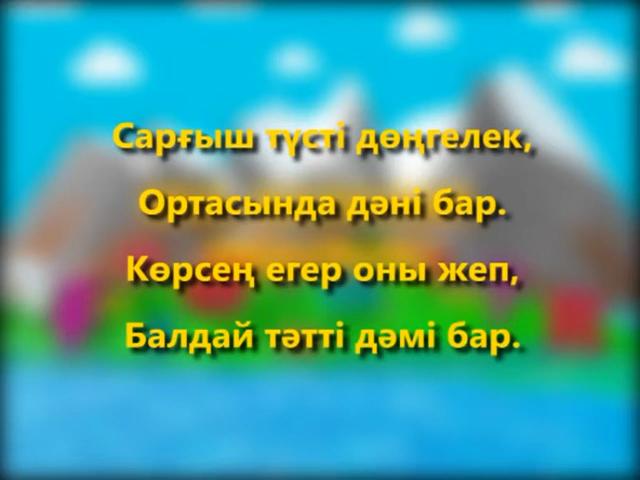 Сарғыш түсті дөңгелек,
Ортасында дәні бар.
Көрсең егер оны жеп,
Балдай тәтті дәмі бар.